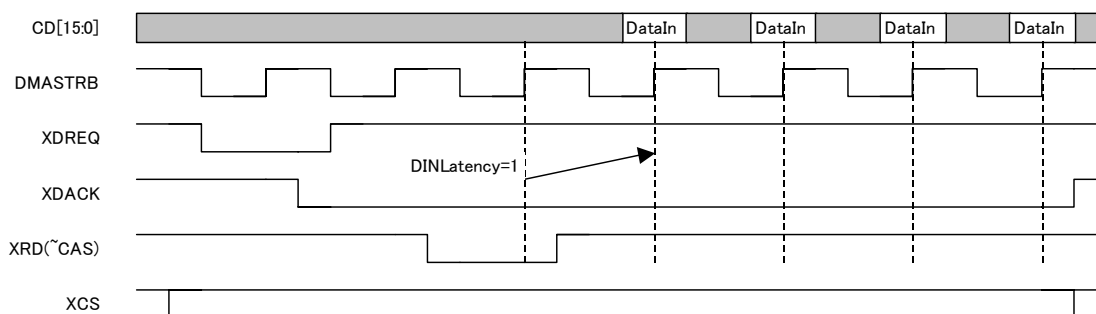 CD[15:0] DataIn DataIn DataIn DataIn
DMASTRB
XDREQ
DINLatency=1
XDACK
XRD(~CAS)
XCS